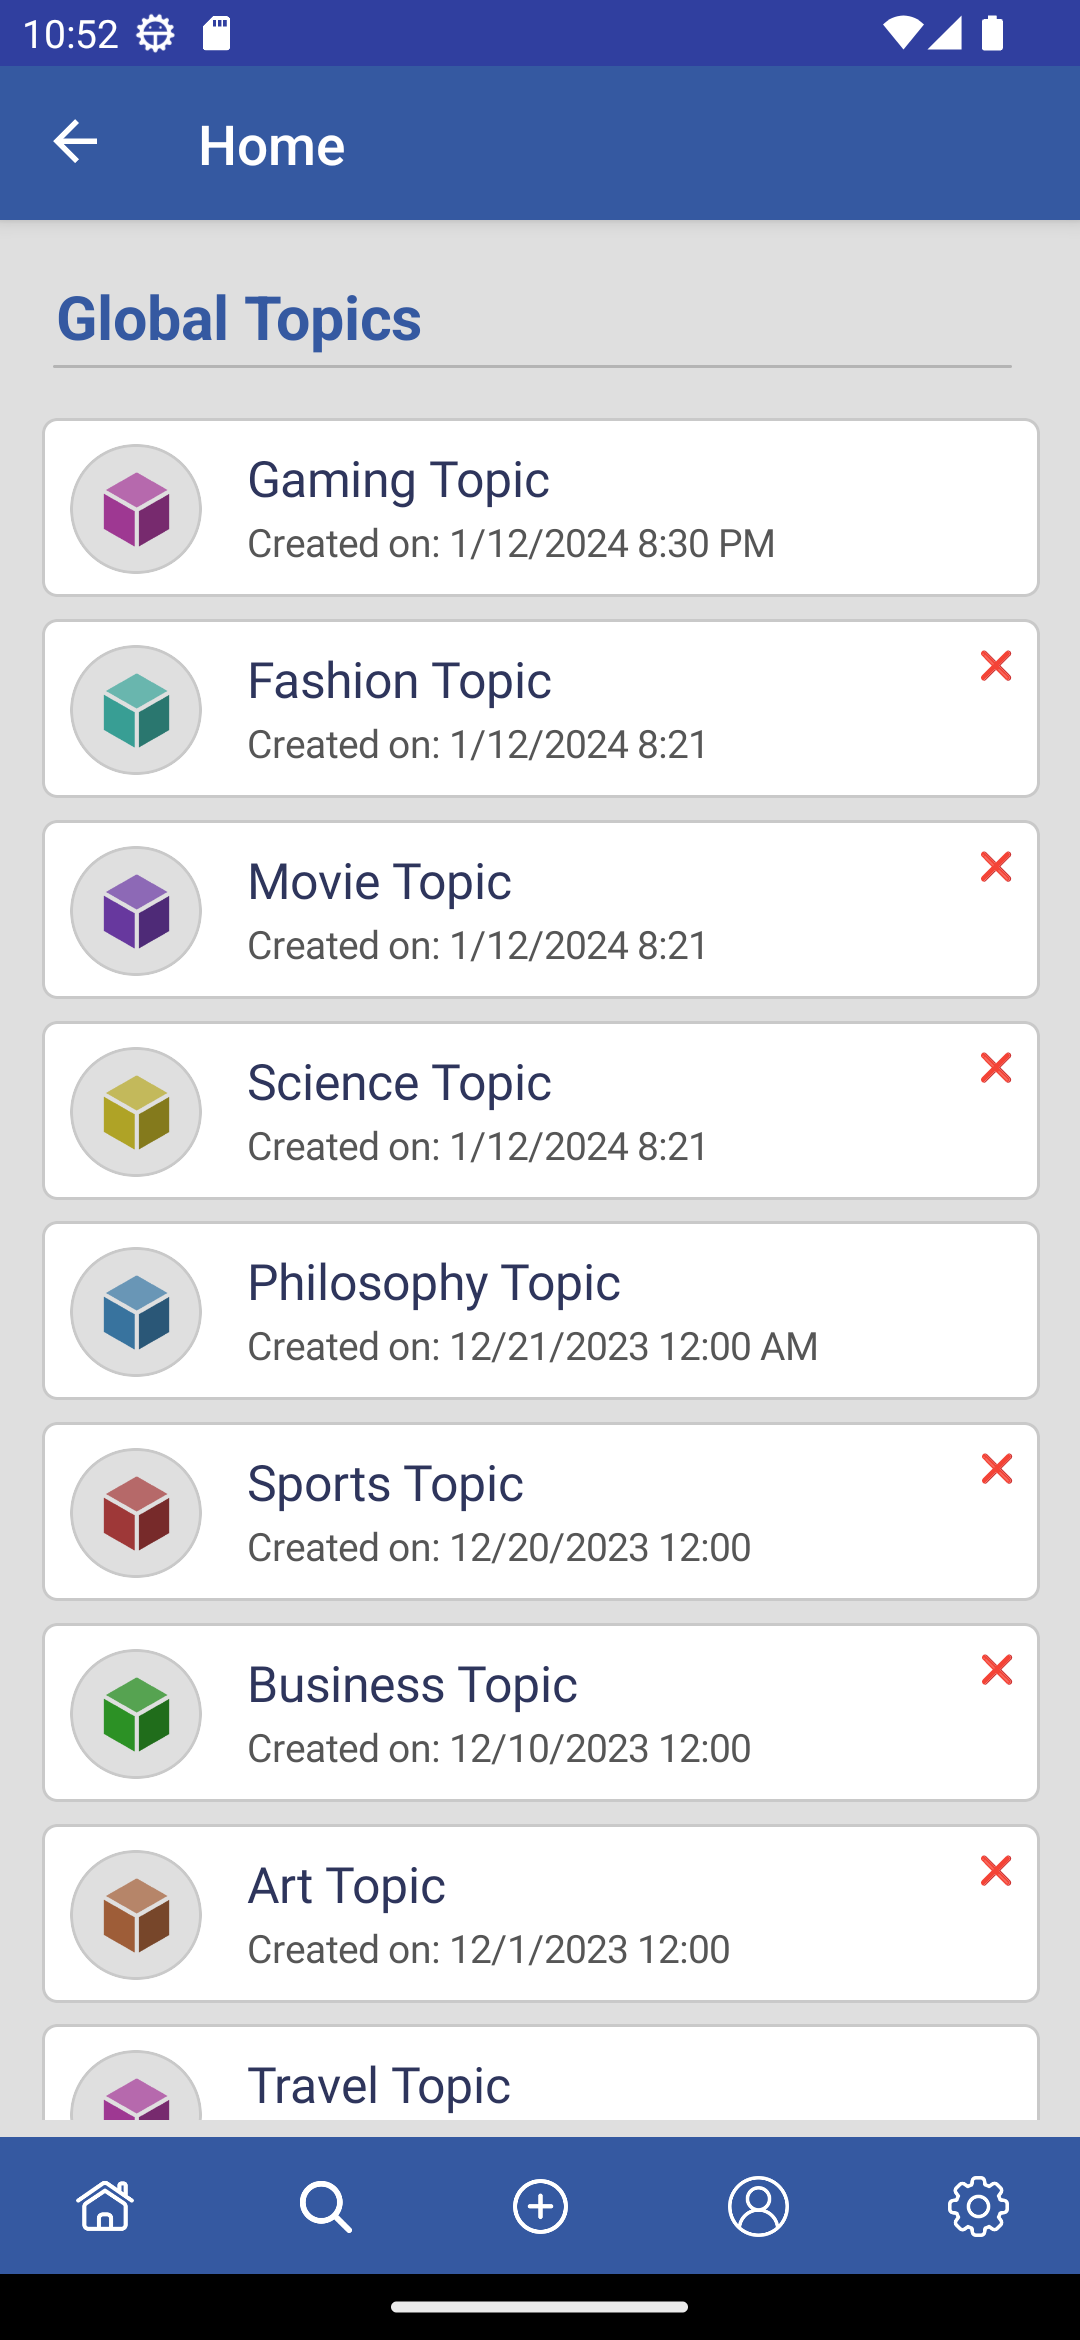 10:52
Home
Global Topics
Gaming Topic
Created on: 1/12/2024 8:30 PM
Fashion Topic
Created on: 1/12/2024 8:21
Movie Topic
Created on: 1/12/2024 8:21
Science Topic
Created on: 1/12/2024 8:21
Philosophy Topic
Created on: 12/21/2023 12:00 AM
Sports Topic
Created on: 12/20/2023 12:00
Business Topic
Created on: 12/10/2023 12:00
Art Topic
Created on: 12/1/2023 12:00
Travel Topic